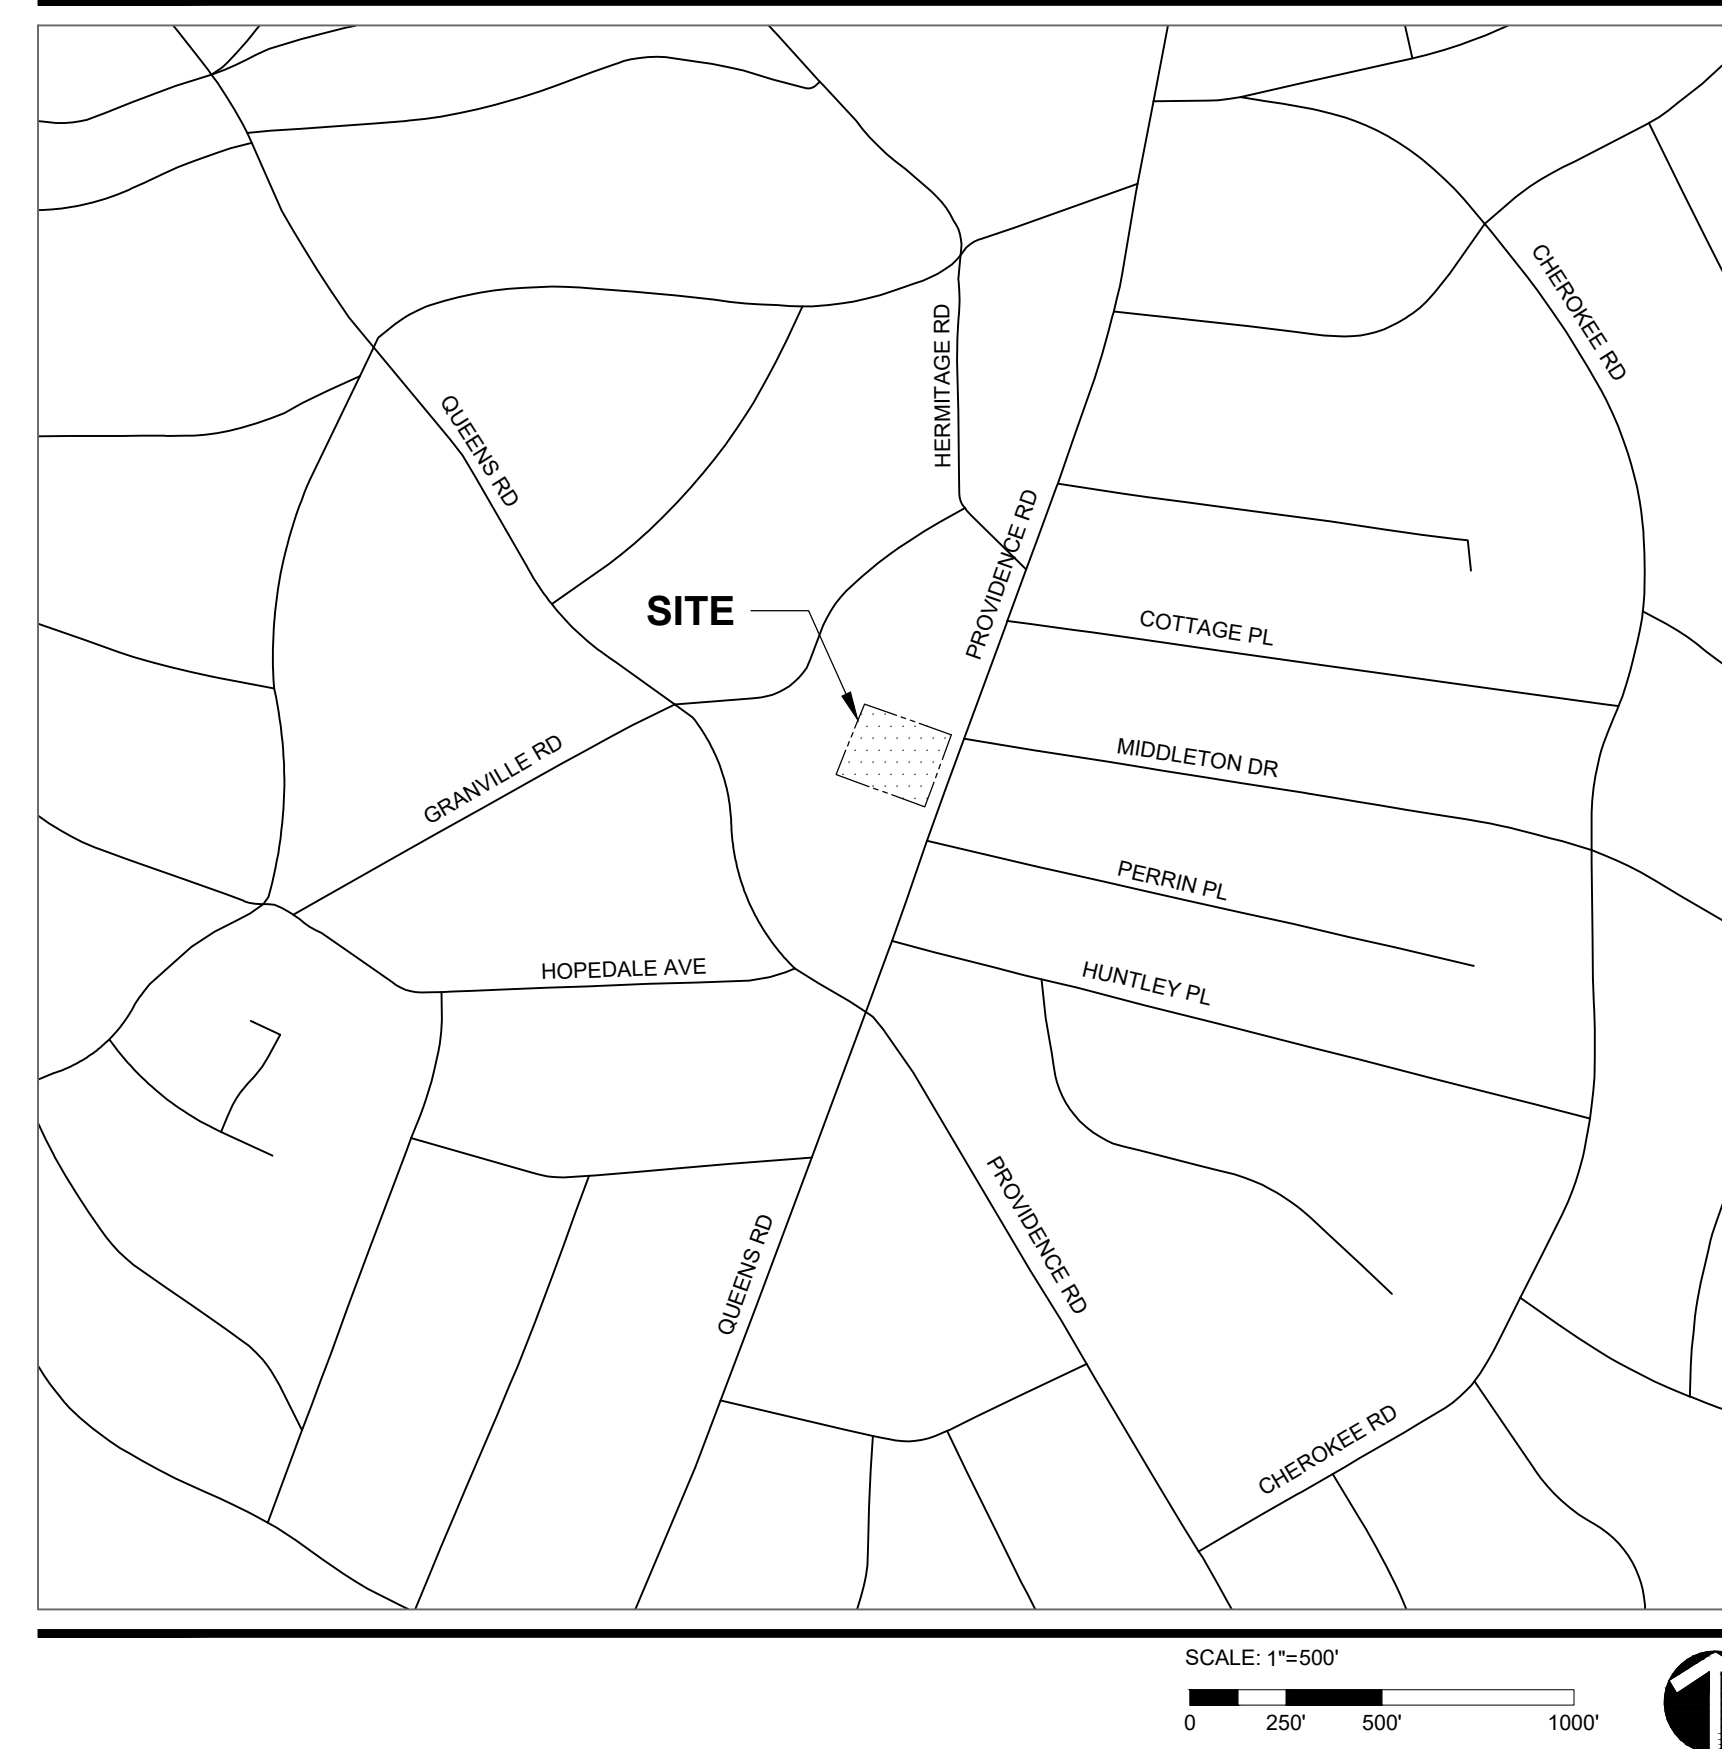 CHEROKEE RD
HERMITAGE RD
QUEENS RD
PROVIDENCE RD
SITE
COTTAGE PL
MIDDLETON DR
GRANVILLE RD
PERRIN PL
HOPEDALE AVE
HUNTLEY PL
PROVIDENCE RD
QUEENS RD
CHEROKEE RD
SCALE: 1"=500'
0 250' 500' 1000'